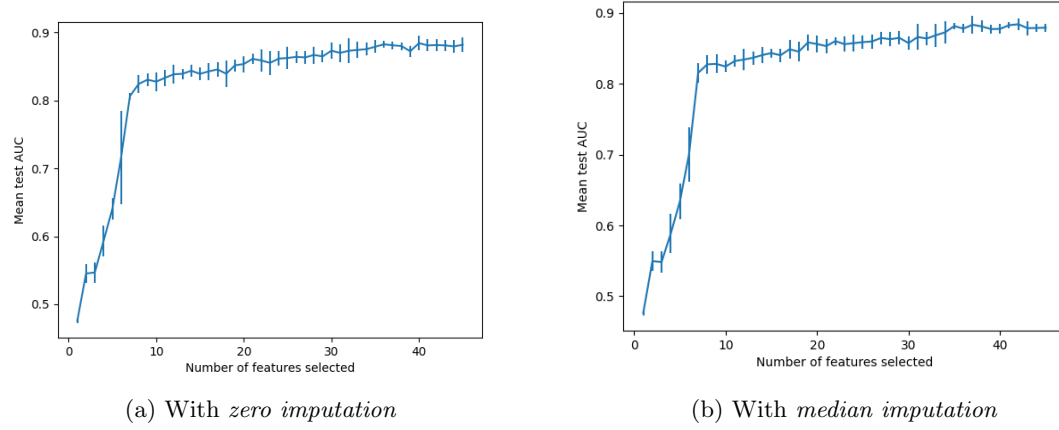 0.9
0.8
0.7
0.6
0.5
Mean test AUC
0 10 20 30 40
Number of features selected
(a) With zero imputation
0.9
0.8
0.7
0.6
0.5
Mean test AUC
0 10 20 30 40
Number of features selected
(b) With median imputation